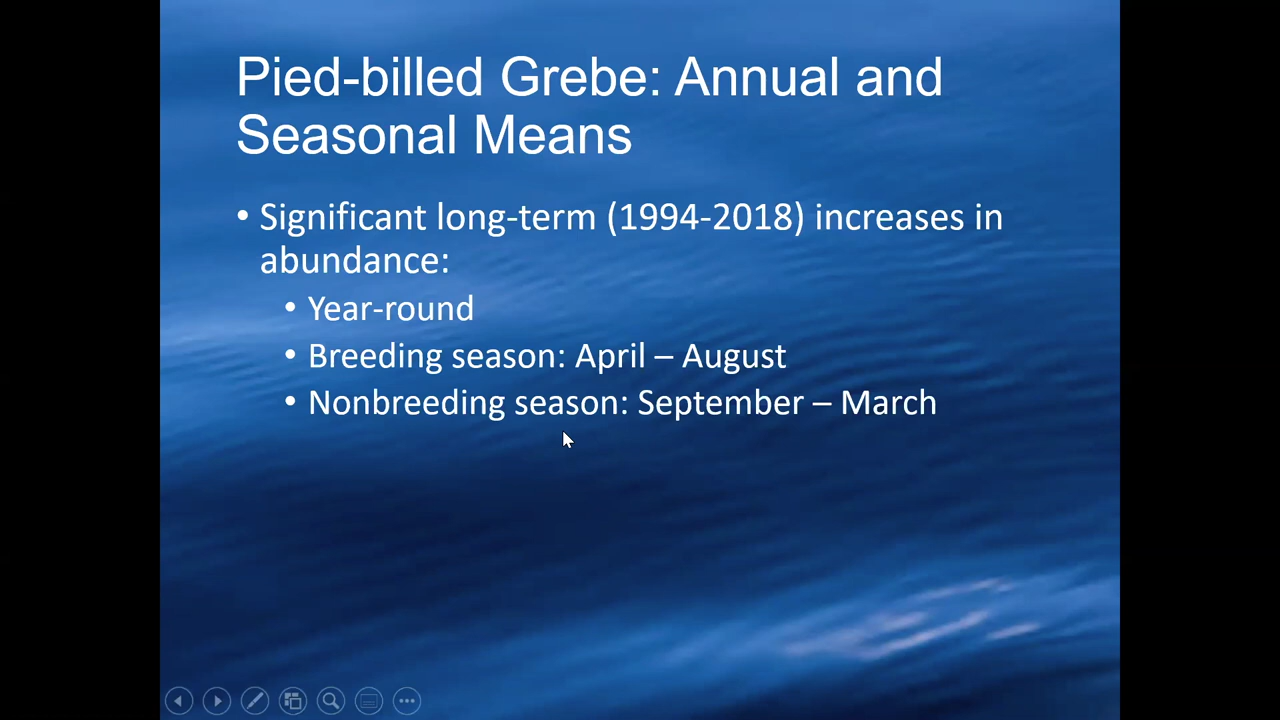 Pied-billed Grebe: Annual and
Seasonal Means
• Significant long-term (1994-2018) increases in
abundance:
• Year-round
• Breeding season: April – August
• Nonbreeding season: September – March